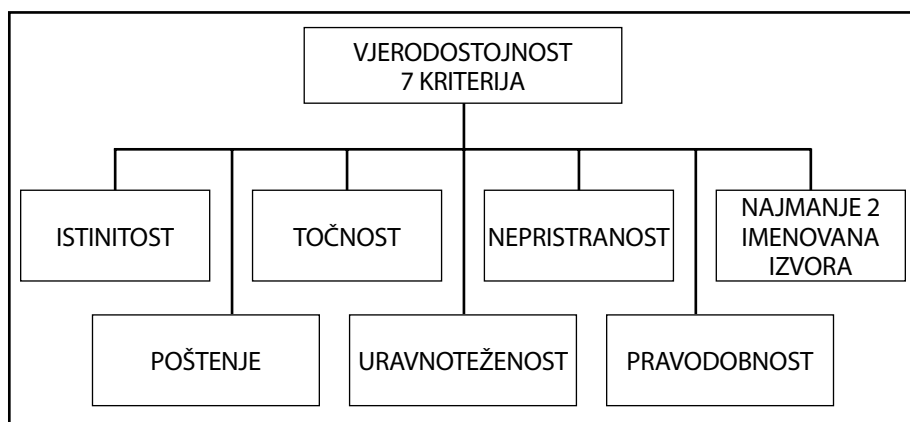 VJERODOSTOJNOST
7 KRITERIJA
ISTINITOST
TOČNOST
NEPRISTRANOST
NAJMANJE 2
IMENOVANA
IZVORA
POŠTENJE
URAVNOTEŽENOST
PRAVODOBNOST